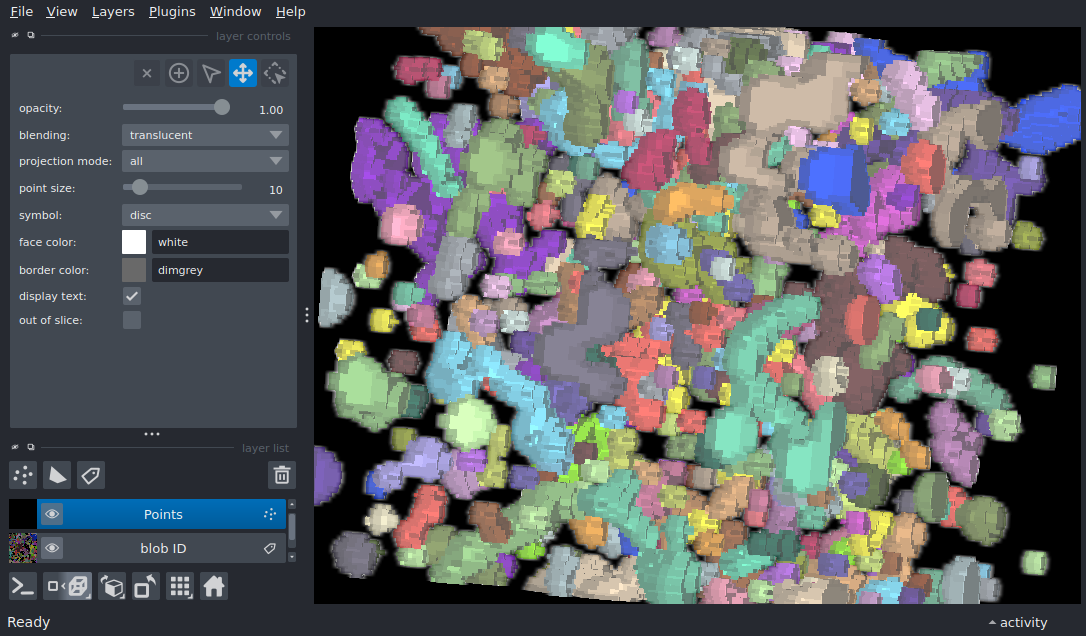 File View Layers Plugins Window Help
layer controls
opacity: 1.00
blending: translucent
projection mode: all
point size: 10
symbol: disc
face color: white
border color: dimgrey
display text:
out of slice:
layer list
Points
blob ID
Ready
activity